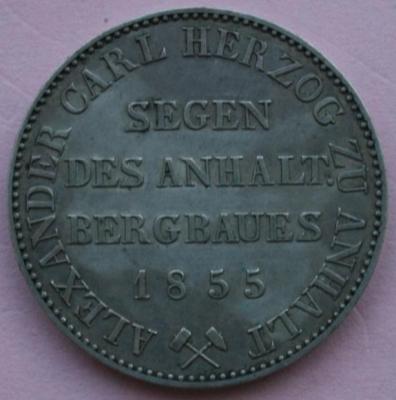 ALEXANDER CARL HERZOG ZU ANHALT
SEGEN
DES ANHALT.
BERGBAUES
1855